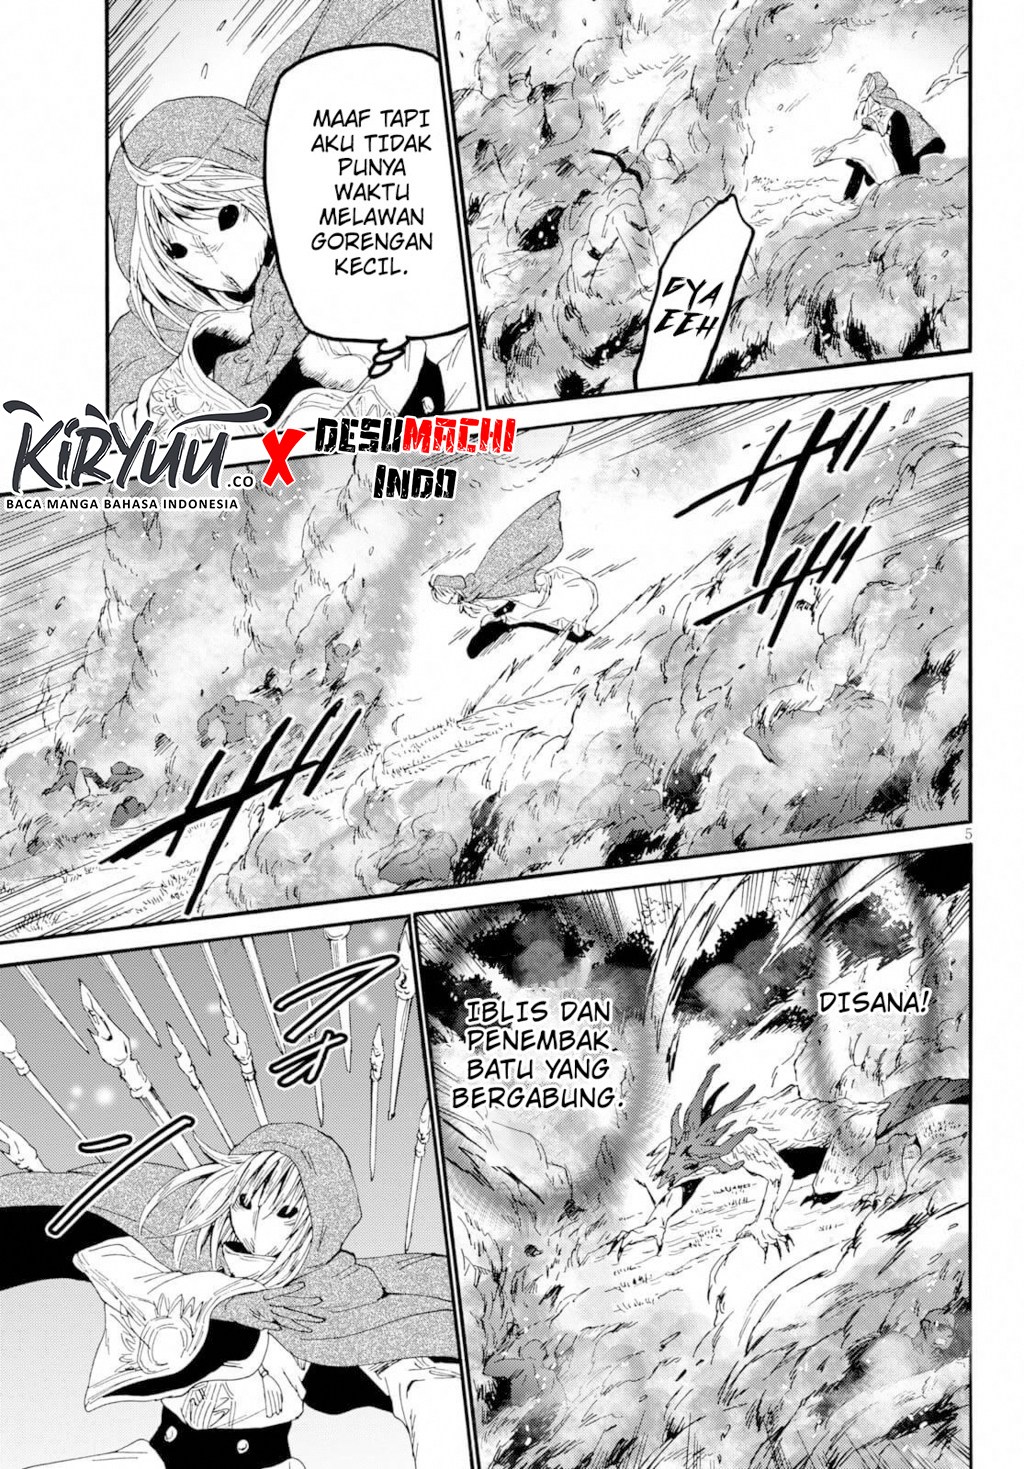 GYA
EEH
MAAF TAPI
AKU TIDAK
PUNYA
WAKTU
MELAWAN
GORENGAN
KECIL.
KIRYUU.CO
BACA MANGA BAHASA INDONESIA
X
DESUMACHI
INDO
5
DISANA!
IBLIS DAN
PENEMBAK
BATU YANG
BERGABUNG.